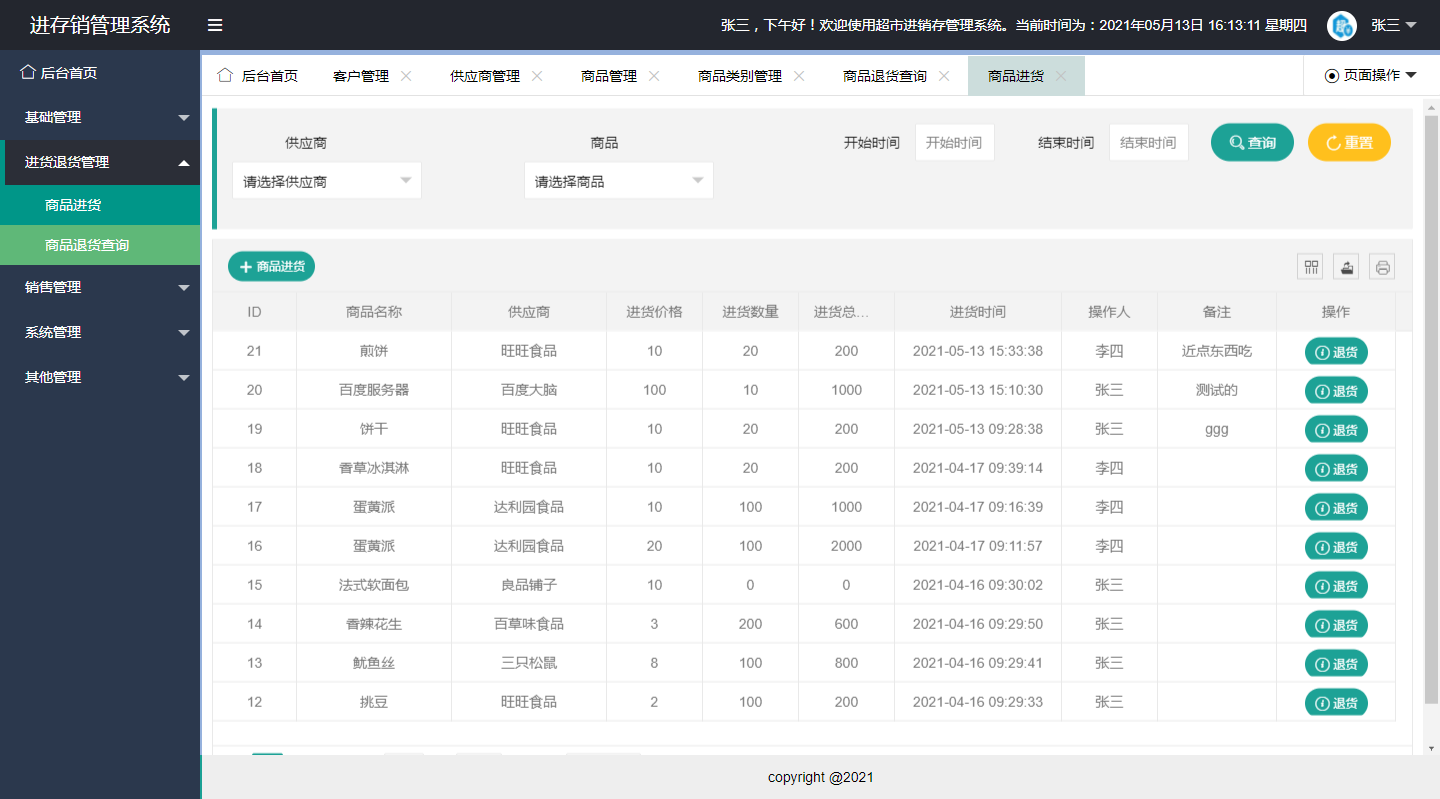 进存销管理系统
张三，下午好！欢迎使用超市进销存管理系统。当前时间为：2021年05月13日 16:13:11 星期四
张三
后台首页
基础管理
进货退货管理
商品进货
商品退货查询
销售管理
系统管理
其他管理
后台首页 客户管理 供应商管理 商品管理 商品类别管理 商品退货查询 商品进货 页面操作
供应商 商品 开始时间 开始时间 结束时间 结束时间 查询 重置
请选择供应商 请选择商品
商品进货
ID 商品名称 供应商 进货价格 进货数量 进货总... 进货时间 操作人 备注 操作
21 煎饼 旺旺食品 10 20 200 2021-05-13 15:33:38 李四 近点东西吃 退货
20 百度服务器 百度大脑 100 10 1000 2021-05-13 15:10:30 张三 测试的 退货
19 饼干 旺旺食品 10 20 200 2021-05-13 09:28:38 张三 ggg 退货
18 香草冰淇淋 旺旺食品 10 20 200 2021-04-17 09:39:14 李四 退货
17 蛋黄派 达利园食品 10 100 1000 2021-04-17 09:16:39 李四 退货
16 蛋黄派 达利园食品 20 100 2000 2021-04-17 09:11:57 李四 退货
15 法式软面包 良品铺子 10 0 0 2021-04-16 09:30:02 张三 退货
14 香辣花生 百草味食品 3 200 600 2021-04-16 09:29:50 张三 退货
13 鱿鱼丝 三只松鼠 8 100 800 2021-04-16 09:29:41 张三 退货
12 挑豆 旺旺食品 2 100 200 2021-04-16 09:29:33 张三 退货
copyright @2021